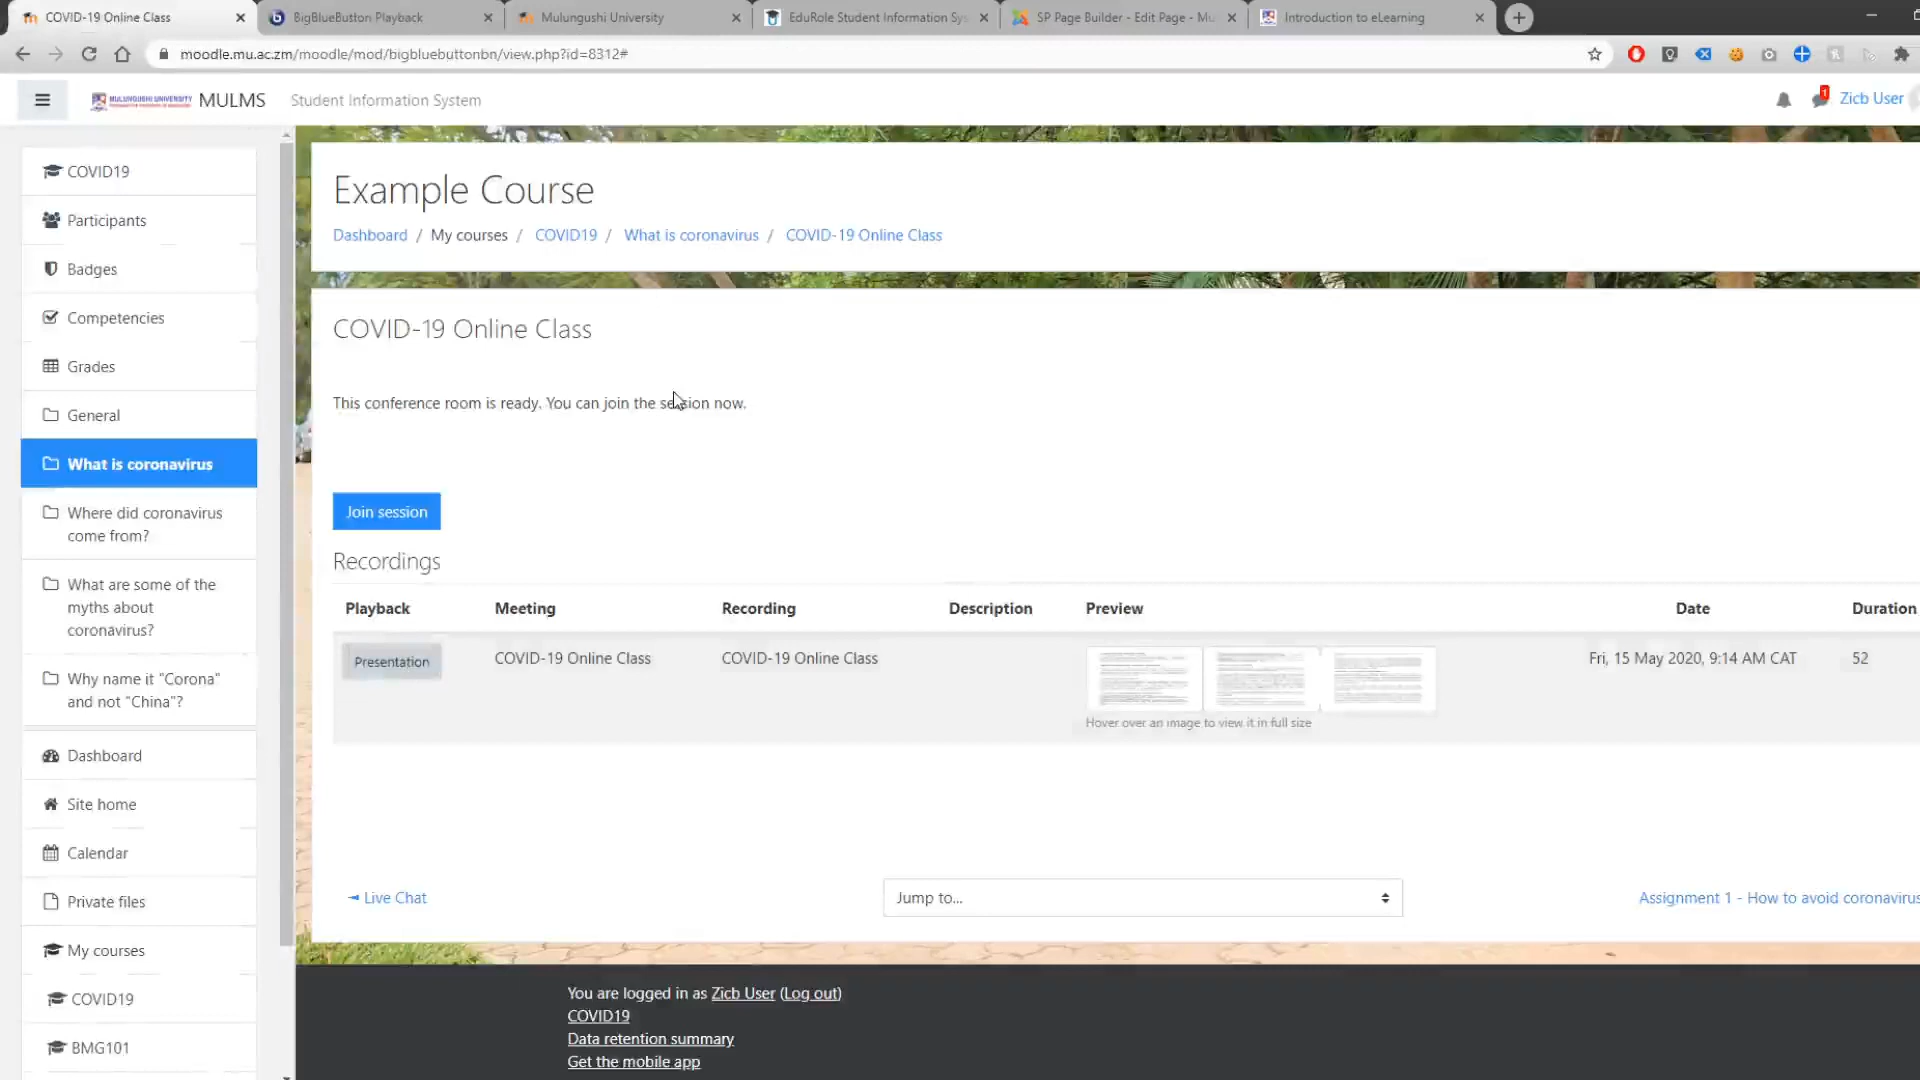 COVID-19 Online Class
BigBlueButton Playback
Mulungushi University
EduRole Student Information Sy
SP Page Builder - Edit Page - Mu
Introduction to eLearning
moodle.mu.ac.zm/moodle/mod/bigbluebuttonbn/view.php?id=8312#
MULUNGUSHI UNIVERSITY
MULMS
Student Information System
1
Zicb User
COVID19
Participants
Badges
Competencies
Grades
General
What is coronavirus
Where did coronavirus
come from?
What are some of the
myths about
coronavirus?
Why name it "Corona"
and not "China"?
Dashboard
Site home
Calendar
Private files
My courses
COVID19
BMG101
Example Course
Dashboard / My courses / COVID19 / What is coronavirus / COVID-19 Online Class
COVID-19 Online Class
This conference room is ready. You can join the session now.
Join session
Recordings
Playback Meeting Recording Description Preview Date Duration
Presentation COVID-19 Online Class COVID-19 Online Class Fri, 15 May 2020, 9:14 AM CAT 52
Hover over an image to view it in full size
◄ Live Chat
Jump to...
Assignment 1 - How to avoid coronavirus
You are logged in as Zicb User (Log out)
COVID19
Data retention summary
Get the mobile app